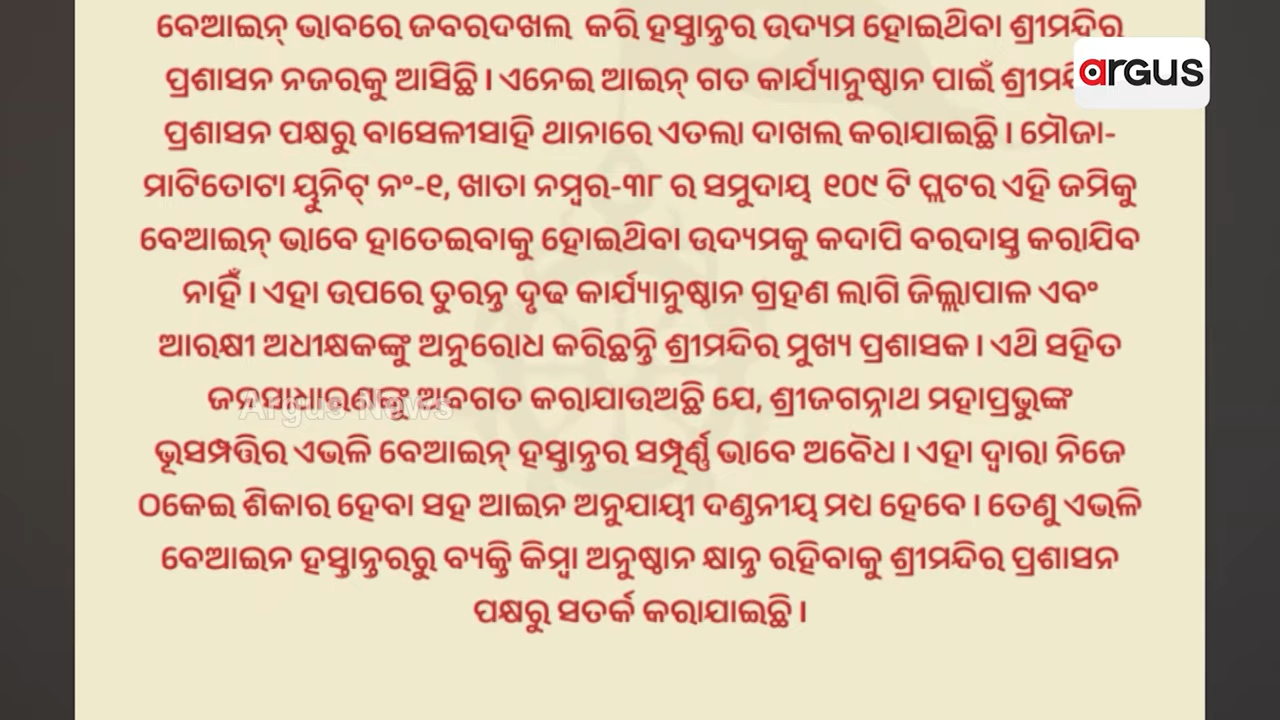 ବେଆଇନ୍ ଭାବରେ ଜବରଦଖଲ କରି ହସ୍ତାନ୍ତର ଉଦ୍ୟମ ହୋଇଥିବା ଶ୍ରୀମନ୍ଦିର
argus
ପ୍ରଶାସନ ନଜରକୁ ଆସିଛି । ଏନେଇ ଆଇନ୍ ଗତ କାର୍ଯ୍ୟାନୁଷ୍ଠାନ ପାଇଁ
ପ୍ରଶାସନ ପକ୍ଷରୁ ବାସେଳୀସାହି ଥାନାରେ ଏତଲା ଦାଖଲ କରାଯାଇଛି । ମୌଜା-
ମାଟିତୋଟା ୟୁନିଟ୍ ନଂ-୧, ଖାତା ନମ୍ବର-୩୮ ର ସମୁଦାୟ ୧୦୯ ଟି ପ୍ଲଟର ଏହି ଜମିକୁ
ବେଆଇନ୍ ଭାବେ ହାତେଇବାକୁ ହୋଇଥିବା ଉଦ୍ୟମକୁ କଦାପି ବରଦାସ୍ତ କରାଯିବ
ନାହିଁ । ଏହା ଉପରେ ତୁରନ୍ତ ଦୃଢ କାର୍ଯ୍ୟାନୁଷ୍ଠାନ ଗ୍ରହଣ ଲାଗି ଜିଲ୍ଲାପାଳ ଏବଂ
ଆରକ୍ଷୀ ଅଧୀକ୍ଷକଙ୍କୁ ଅନୁରୋଧ କରିଛନ୍ତି ଶ୍ରୀମନ୍ଦିର ମୁଖ୍ୟ ପ୍ରଶାସକ । ଏଥି ସହିତ
ଜନସାଧାରଣଙ୍କୁ ଅବଗତ କରାଯାଉଅଛି ଯେ, ଶ୍ରୀଜଗନ୍ନାଥ ମହାପ୍ରଭୁଙ୍କ
Argus News
ଭୂସମ୍ପତ୍ତିର ଏଭଳି ବେଆଇନ୍ ହସ୍ତାନ୍ତର ସମ୍ପୂର୍ଣ୍ଣ ଭାବେ ଅବୈଧ । ଏହା ଦ୍ୱାରା ନିଜେ
ଠକେଇ ଶିକାର ହେବା ସହ ଆଇନ ଅନୁଯାୟୀ ଦଣ୍ଡନୀୟ ମଧ୍ୟ ହେବେ । ତେଣୁ ଏଭଳି
ବେଆଇନ ହସ୍ତାନ୍ତରରୁ ବ୍ୟକ୍ତି କିମ୍ବା ଅନୁଷ୍ଠାନ କ୍ଷାନ୍ତ ରହିବାକୁ ଶ୍ରୀମନ୍ଦିର ପ୍ରଶାସନ
ପକ୍ଷରୁ ସତର୍କ କରାଯାଇଛି ।